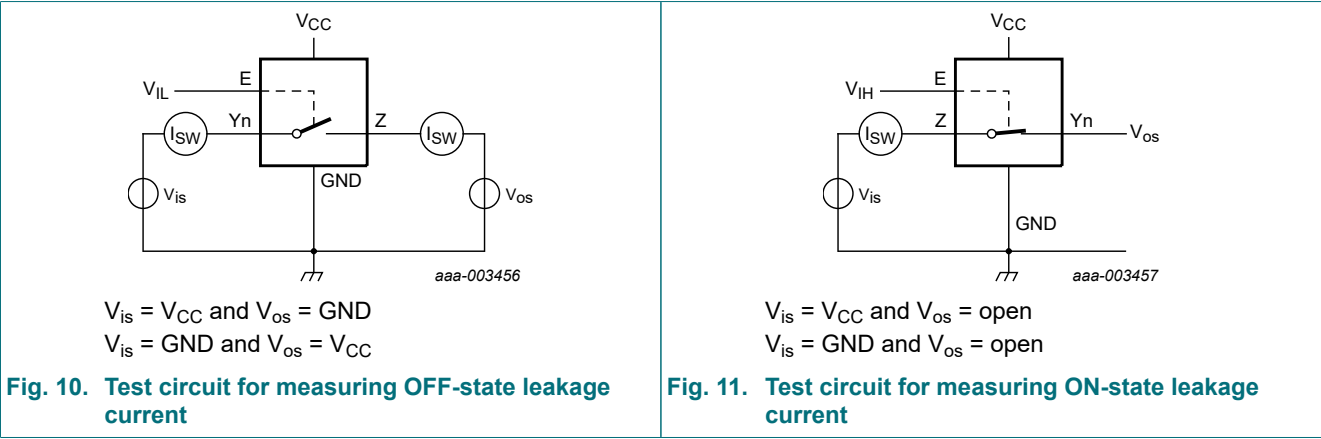 VCC
E
VIL
Yn
Z
ISW
ISW
GND
Vis
Vos
aaa-003456
Vis = VCC and Vos = GND
Vis = GND and Vos = VCC
Fig. 10. Test circuit for measuring OFF-state leakage
current
VCC
E
VIH
Z
Yn
ISW
Vos
Vis
GND
aaa-003457
Vis = VCC and Vos = open
Vis = GND and Vos = open
Fig. 11. Test circuit for measuring ON-state leakage
current